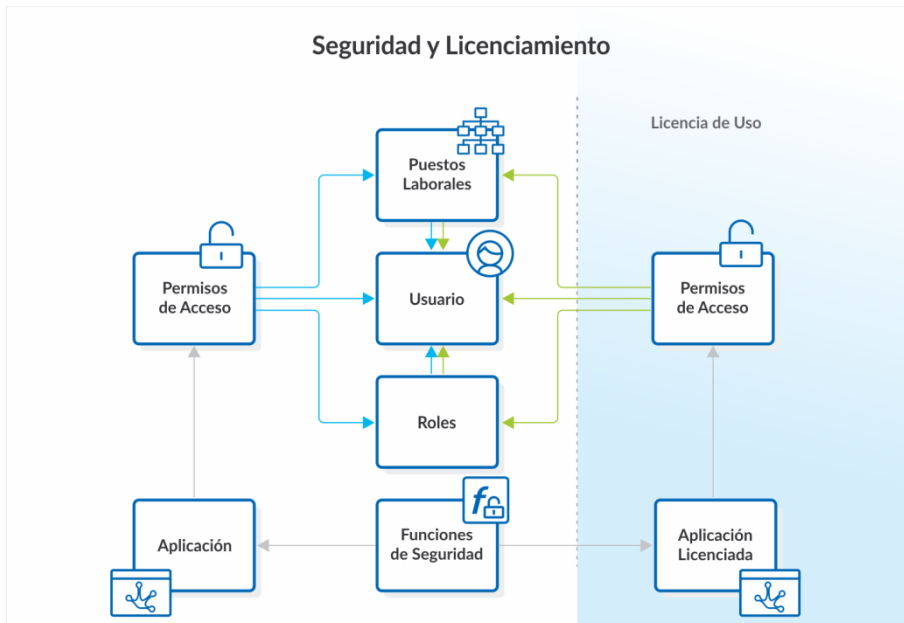 Seguridad y Licenciamiento
Licencia de Uso
Puestos
Laborales
Permisos
de Acceso
Usuario
Permisos
de Acceso
Roles
Aplicación
f
Funciones
de Seguridad
Aplicación
Licenciada